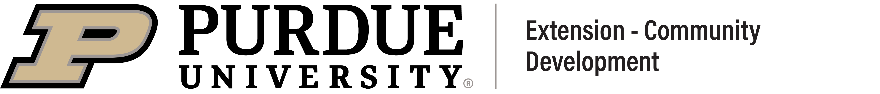 P PURDUE
UNIVERSITY®
Extension - Community
Development